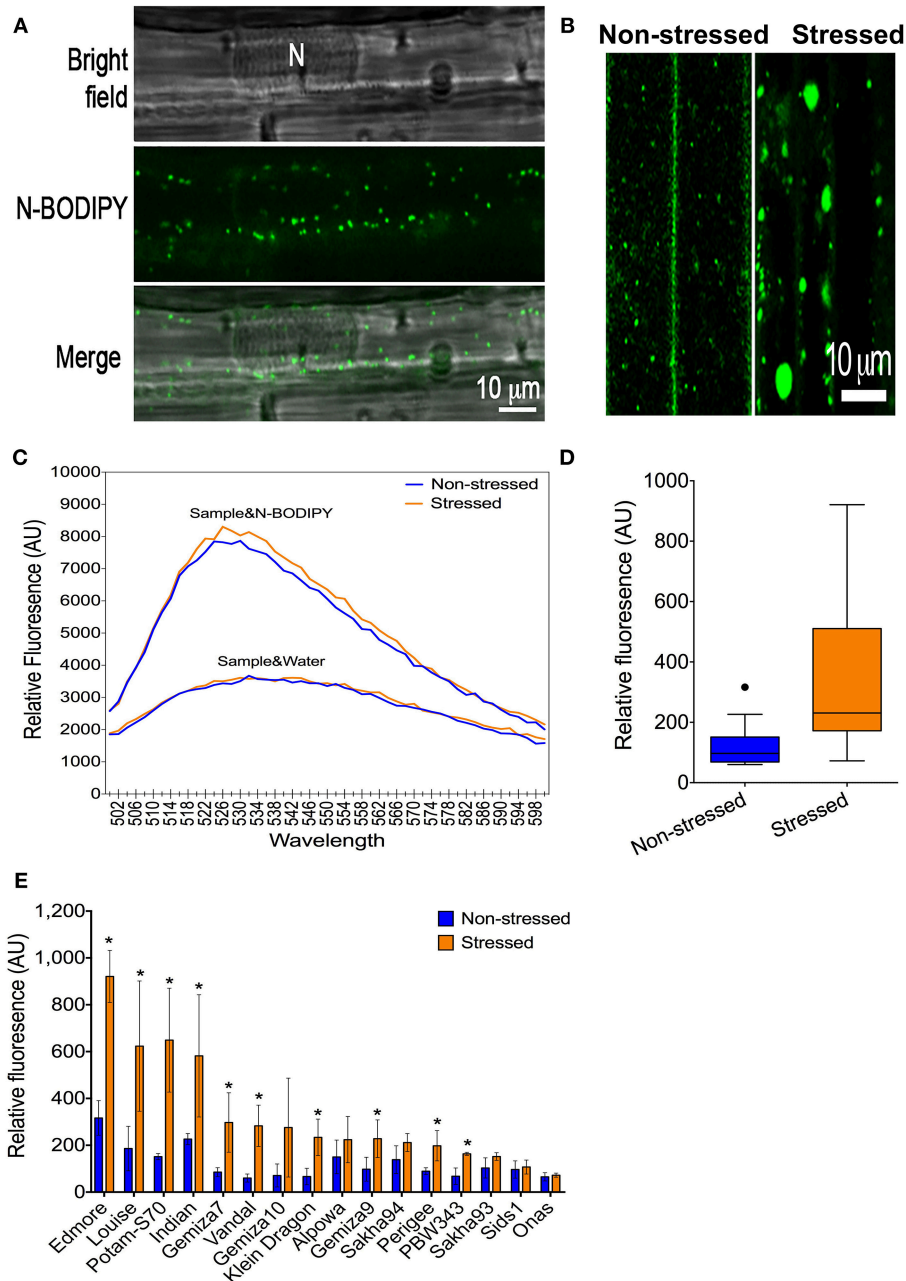 A
Bright
field
N
N-BODIPY
Merge
10 µm
B
Non-stressed
Stressed
10 µm
C
Relative Fluoresence (AU)
10000
9000
8000
7000
6000
5000
4000
3000
2000
1000
0
Non-stressed
Stressed
Sample&N-BODIPY
Sample&Water
502
506
510
514
518
522
526
530
534
538
542
546
550
554
558
562
566
570
574
578
582
586
590
594
598
Wavelength
D
Relative fluoresence (AU)
1000
800
600
400
200
0
Non-stressed
Stressed
E
Relative fluoresence (AU)
1,200
1,000
800
600
400
200
0
Non-stressed
Stressed
*
*
*
*
*
*
*
*
*
*
Edmore
Louise
Potam-S70
Indian
Gemiza7
Vandal
Gemiza10
Klein Dragon
Alpowa
Gemiza9
Sakha94
Perigee
PBW343
Sakha93
Sids1
Onas